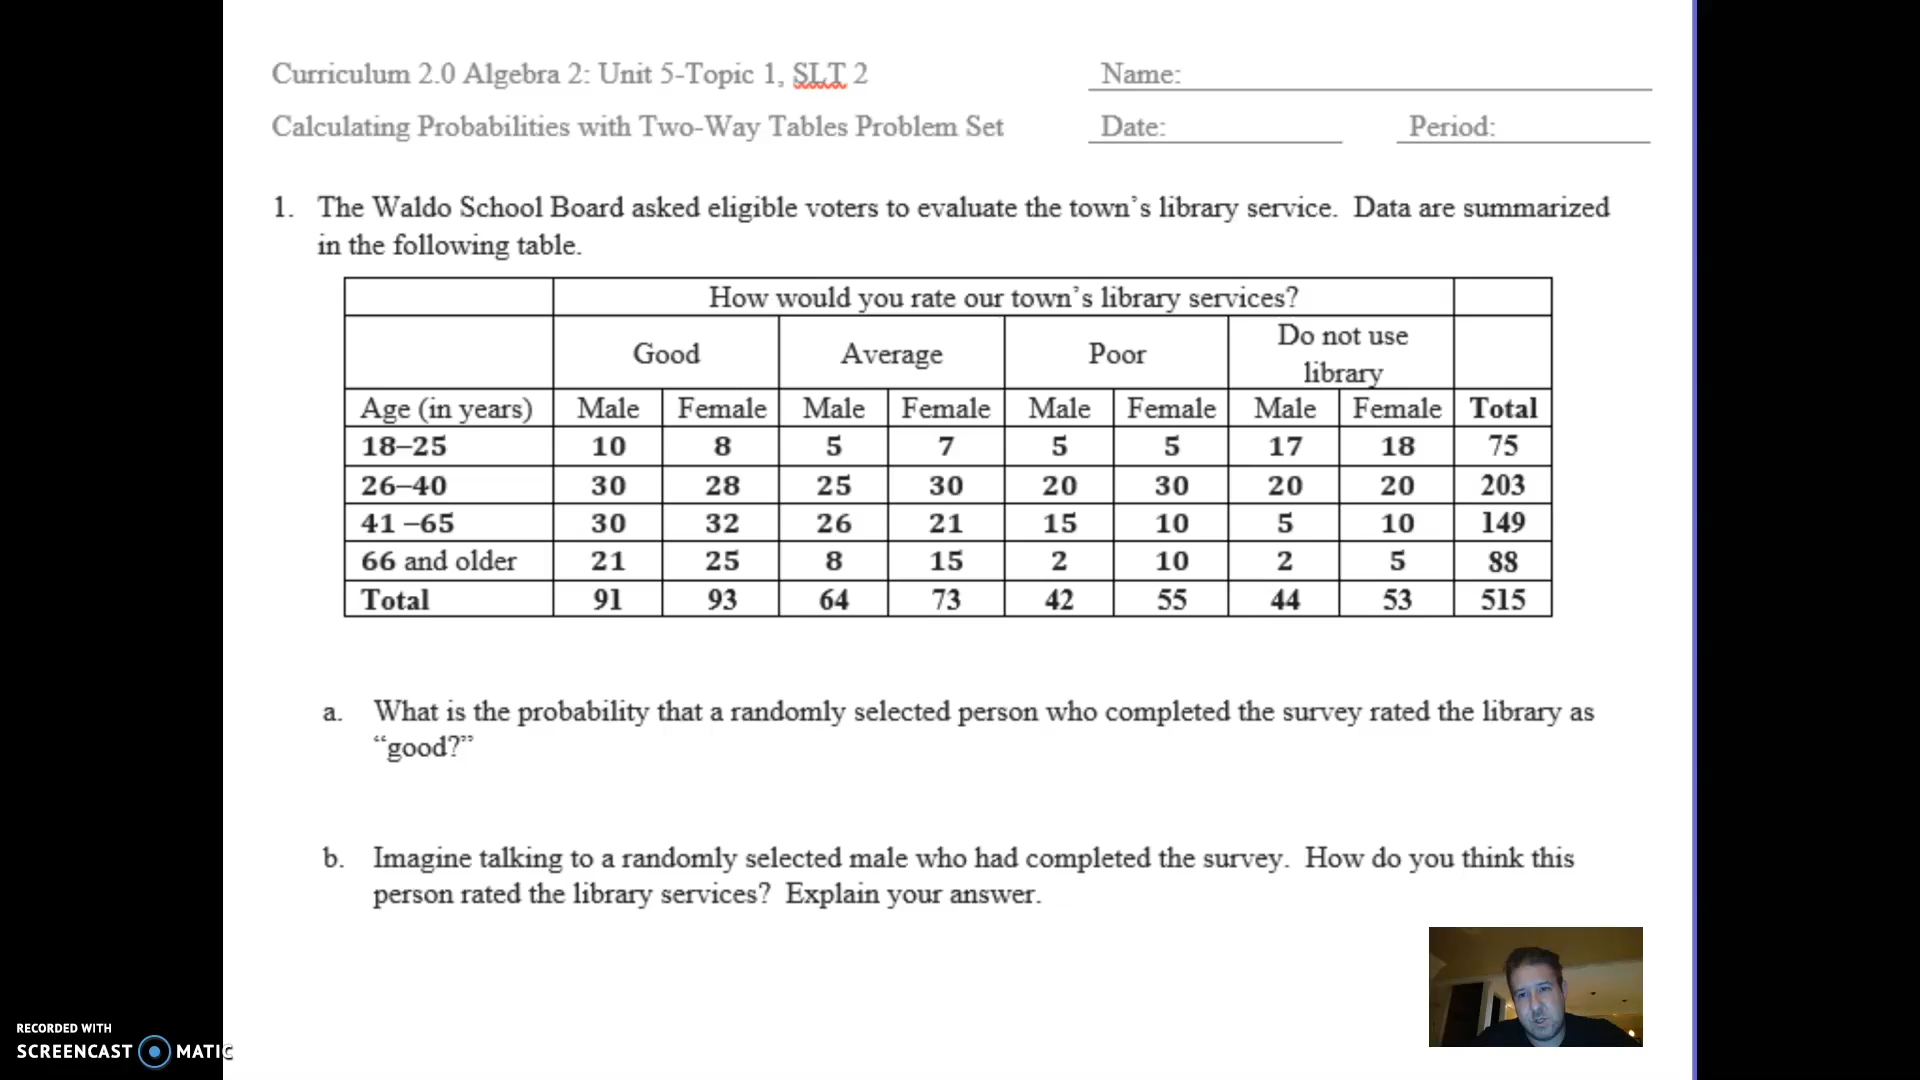 Curriculum 2.0 Algebra 2: Unit 5-Topic 1, SLT 2 Name:
Calculating Probabilities with Two-Way Tables Problem Set Date: Period:
1. The Waldo School Board asked eligible voters to evaluate the town's library service. Data are summarized
in the following table.
How would you rate our town's library services?
Good Average Poor Do not use
library
Age (in years) Male Female Male Female Male Female Male Female Total
18–25 10 8 5 7 5 5 17 18 75
26–40 30 28 25 30 20 30 20 20 203
41 –65 30 32 26 21 15 10 5 10 149
66 and older 21 25 8 15 2 10 2 5 88
Total 91 93 64 73 42 55 44 53 515
a. What is the probability that a randomly selected person who completed the survey rated the library as
“good?”
b. Imagine talking to a randomly selected male who had completed the survey. How do you think this
person rated the library services? Explain your answer.
RECORDED WITH
SCREENCAST MATIC